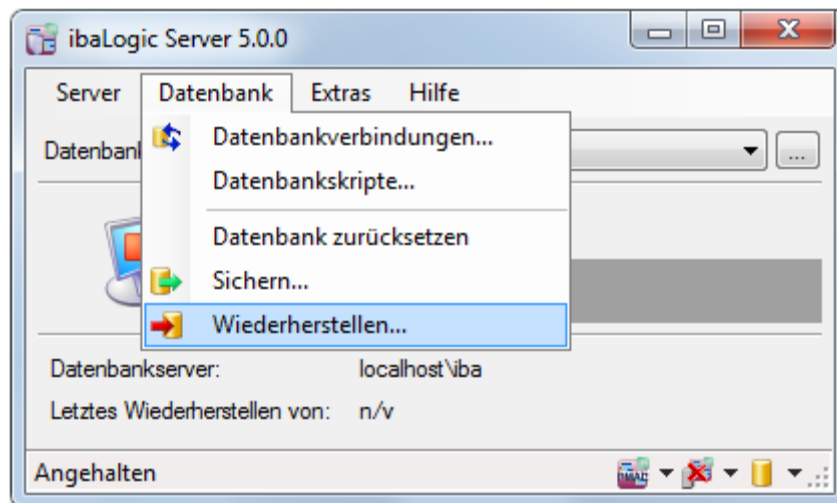 ibaLogic Server 5.0.0
Server Datenbank Extras Hilfe
Datenban
...
Datenbankverbindungen...
Datenbankskripte...
Datenbank zurücksetzen
Sichern...
Wiederherstellen...
Datenbankserver: localhost\iba
Letztes Wiederherstellen von: n/v
Angehalten